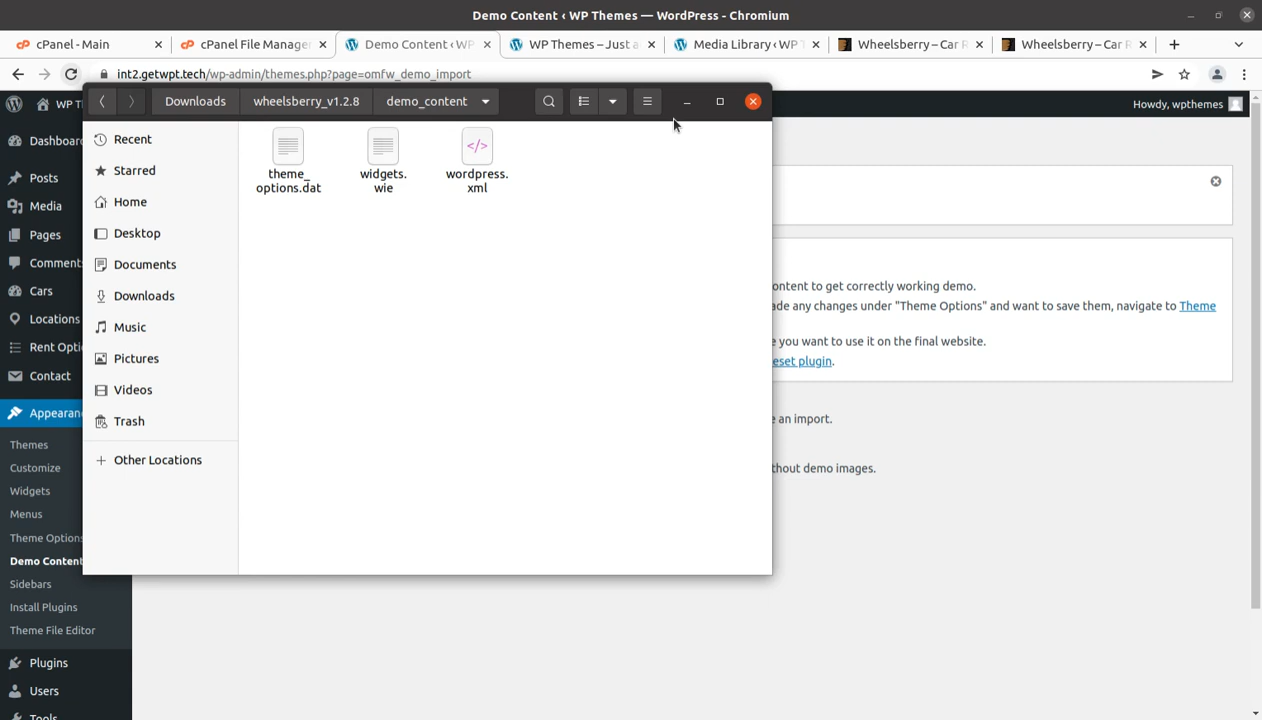 Demo Content ‹ WP Themes — WordPress - Chromium
cPanel - Main
cPanel File Manager
Demo Content ‹ WP
WP Themes – Just a
Media Library ‹ WP T
Wheelsberry – Car R
Wheelsberry – Car R
int2.getwpt.tech/wp-admin/themes.php?page=omfw_demo_import
WP T
Howdy, wpthemes
Downloads
wheelsberry_v1.2.8
demo_content
Dashboar
Posts
Media
Pages
Comment
Cars
Locations
Rent Opti
Contact
Appearan
Themes
Customize
Widgets
Menus
Theme Options
Demo Content
Sidebars
Install Plugins
Theme File Editor
Plugins
Users
Tools
Recent
Starred
Home
Desktop
Documents
Downloads
Music
Pictures
Videos
Trash
Other Locations
theme_
options.dat
widgets.
wie
wordpress.
xml
ontent to get correctly working demo.
ade any changes under "Theme Options" and want to save them, navigate to Theme
e you want to use it on the final website.
eset plugin.
e an import.
thout demo images.